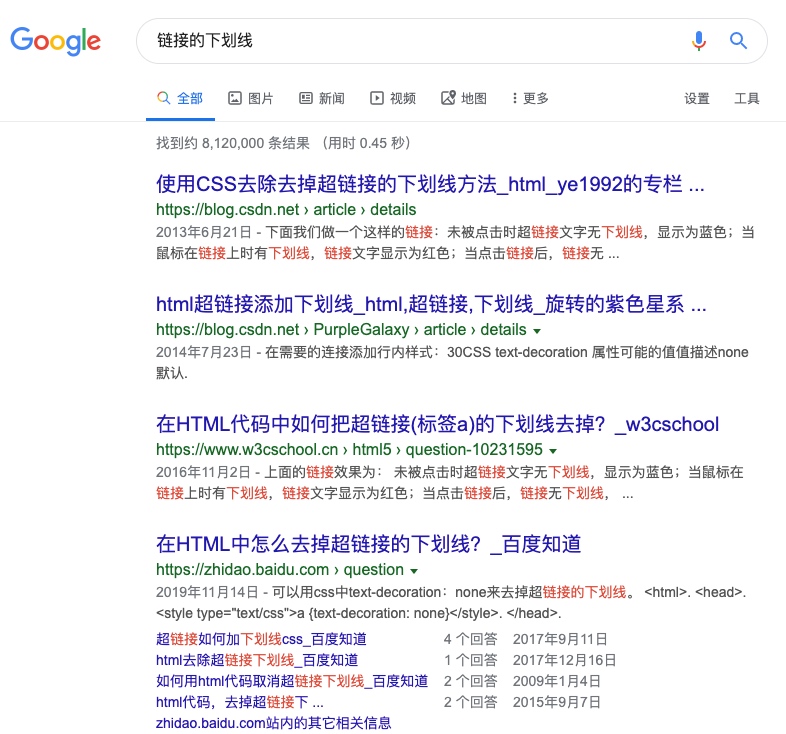 Google
链接的下划线
全部 图片 新闻 视频 地图 更多 设置 工具
找到约 8,120,000 条结果 （用时 0.45 秒）
使用CSS去除去掉超链接的下划线方法_html_ye1992的专栏 ...
https://blog.csdn.net › article › details
2013年6月21日 - 下面我们做一个这样的链接：未被点击时超链接文字无下划线，显示为蓝色；当
鼠标在链接上时有下划线，链接文字显示为红色；当点击链接后，链接无 ...
html超链接添加下划线_html,超链接,下划线_旋转的紫色星系 ...
https://blog.csdn.net › PurpleGalaxy › article › details
2014年7月23日 - 在需要的连接添加行内样式：30CSS text-decoration 属性可能的值值描述none
默认.
在HTML代码中如何把超链接(标签a)的下划线去掉？_w3cschool
https://www.w3cschool.cn › html5 › question-10231595
2016年11月2日 - 上面的链接效果为： 未被点击时超链接文字无下划线，显示为蓝色；当鼠标在
链接上时有下划线，链接文字显示为红色；当点击链接后，链接无下划线， ...
在HTML中怎么去掉超链接的下划线？_百度知道
https://zhidao.baidu.com › question
2019年11月14日 - 可以用css中text-decoration：none来去掉超链接的下划线。 <html>. <head>.
<style type="text/css">a {text-decoration: none}</style>. </head>.
超链接如何加下划线css_百度知道 4 个回答 2017年9月11日
html去除超链接下划线_百度知道 1 个回答 2017年12月16日
如何用html代码取消超链接下划线_百度知道 2 个回答 2009年1月4日
html代码，去掉超链接下 ... 2 个回答 2015年9月7日
zhidao.baidu.com站内的其它相关信息